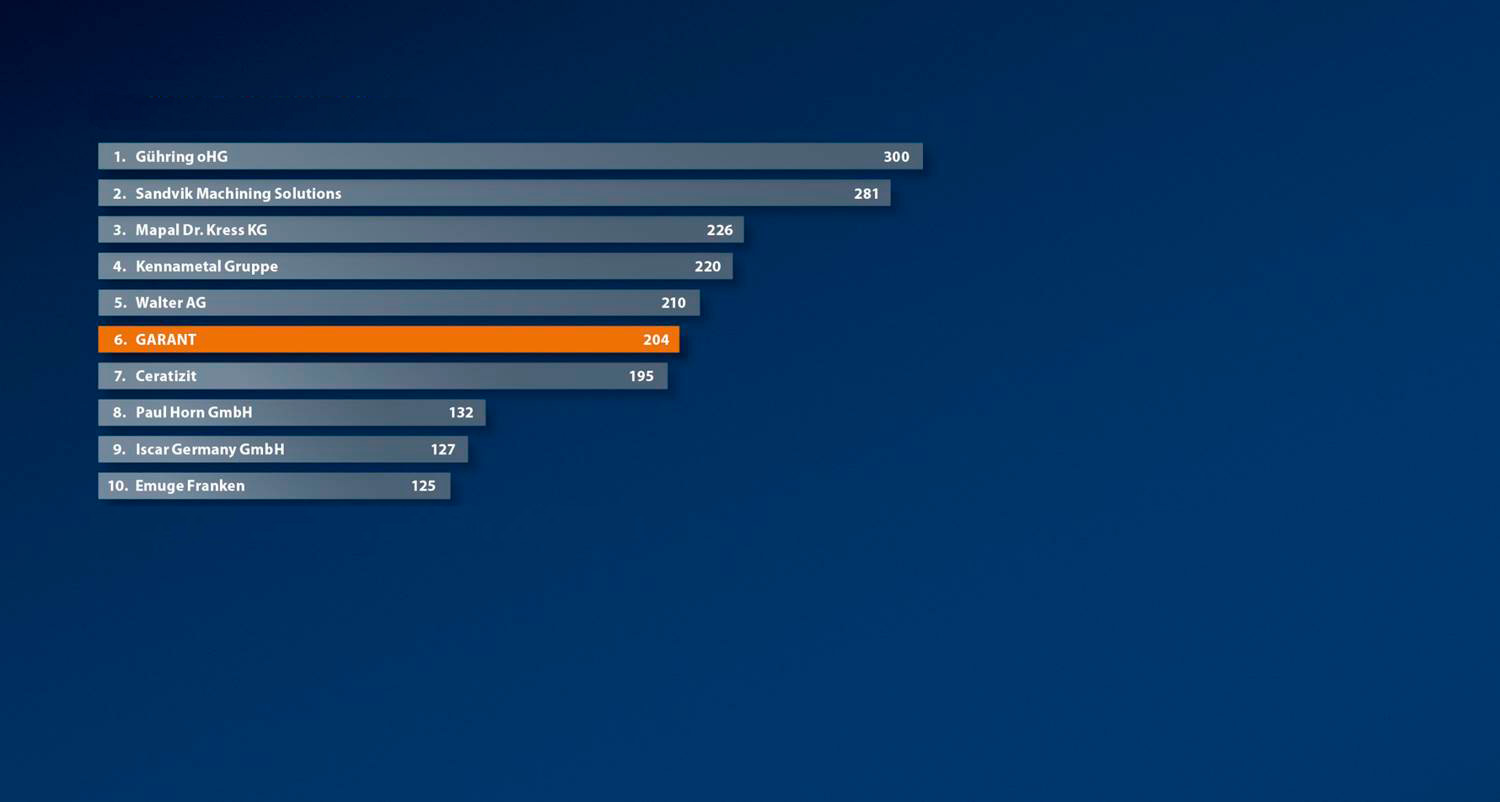 1. Gühring oHG 300
2. Sandvik Machining Solutions 281
3. Mapal Dr. Kress KG 226
4. Kennametal Gruppe 220
5. Walter AG 210
6. GARANT 204
7. Ceratizit 195
8. Paul Horn GmbH 132
9. Iscar Germany GmbH 127
10. Emuge Franken 125